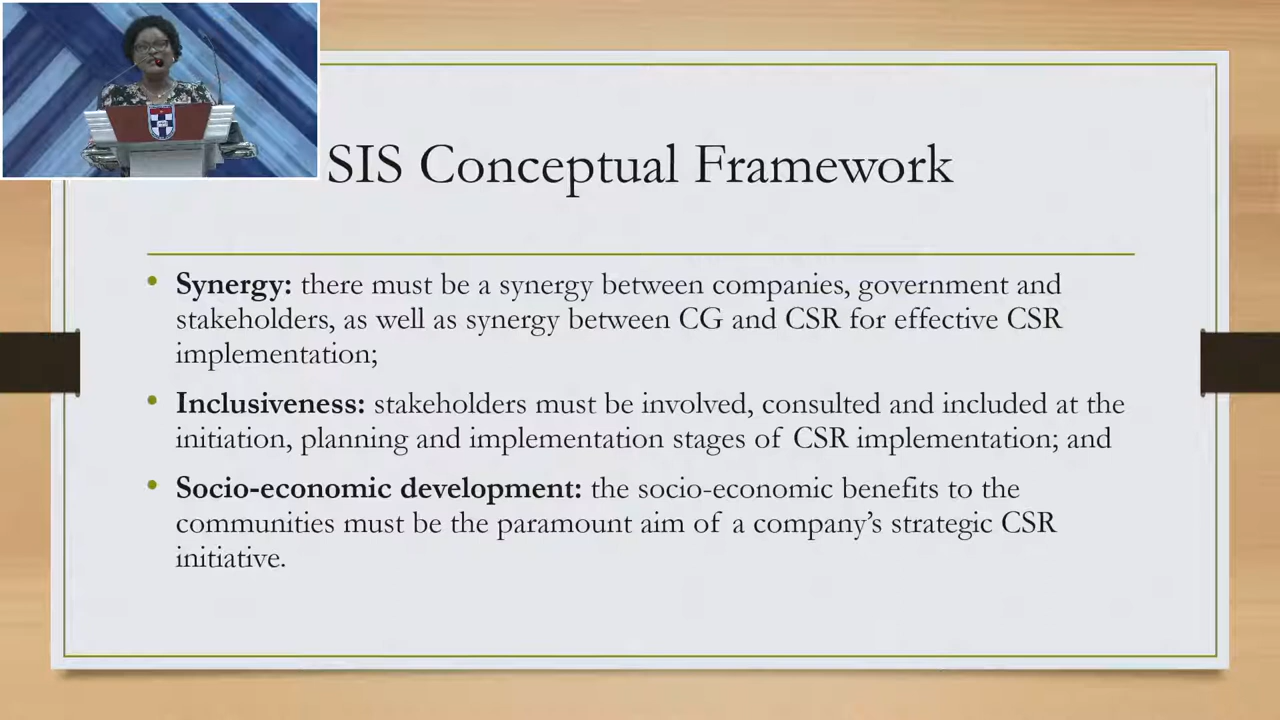 SIS Conceptual Framework
• Synergy: there must be a synergy between companies, government and
stakeholders, as well as synergy between CG and CSR for effective CSR
implementation;
• Inclusiveness: stakeholders must be involved, consulted and included at the
initiation, planning and implementation stages of CSR implementation; and
• Socio-economic development: the socio-economic benefits to the
communities must be the paramount aim of a company’s strategic CSR
initiative.